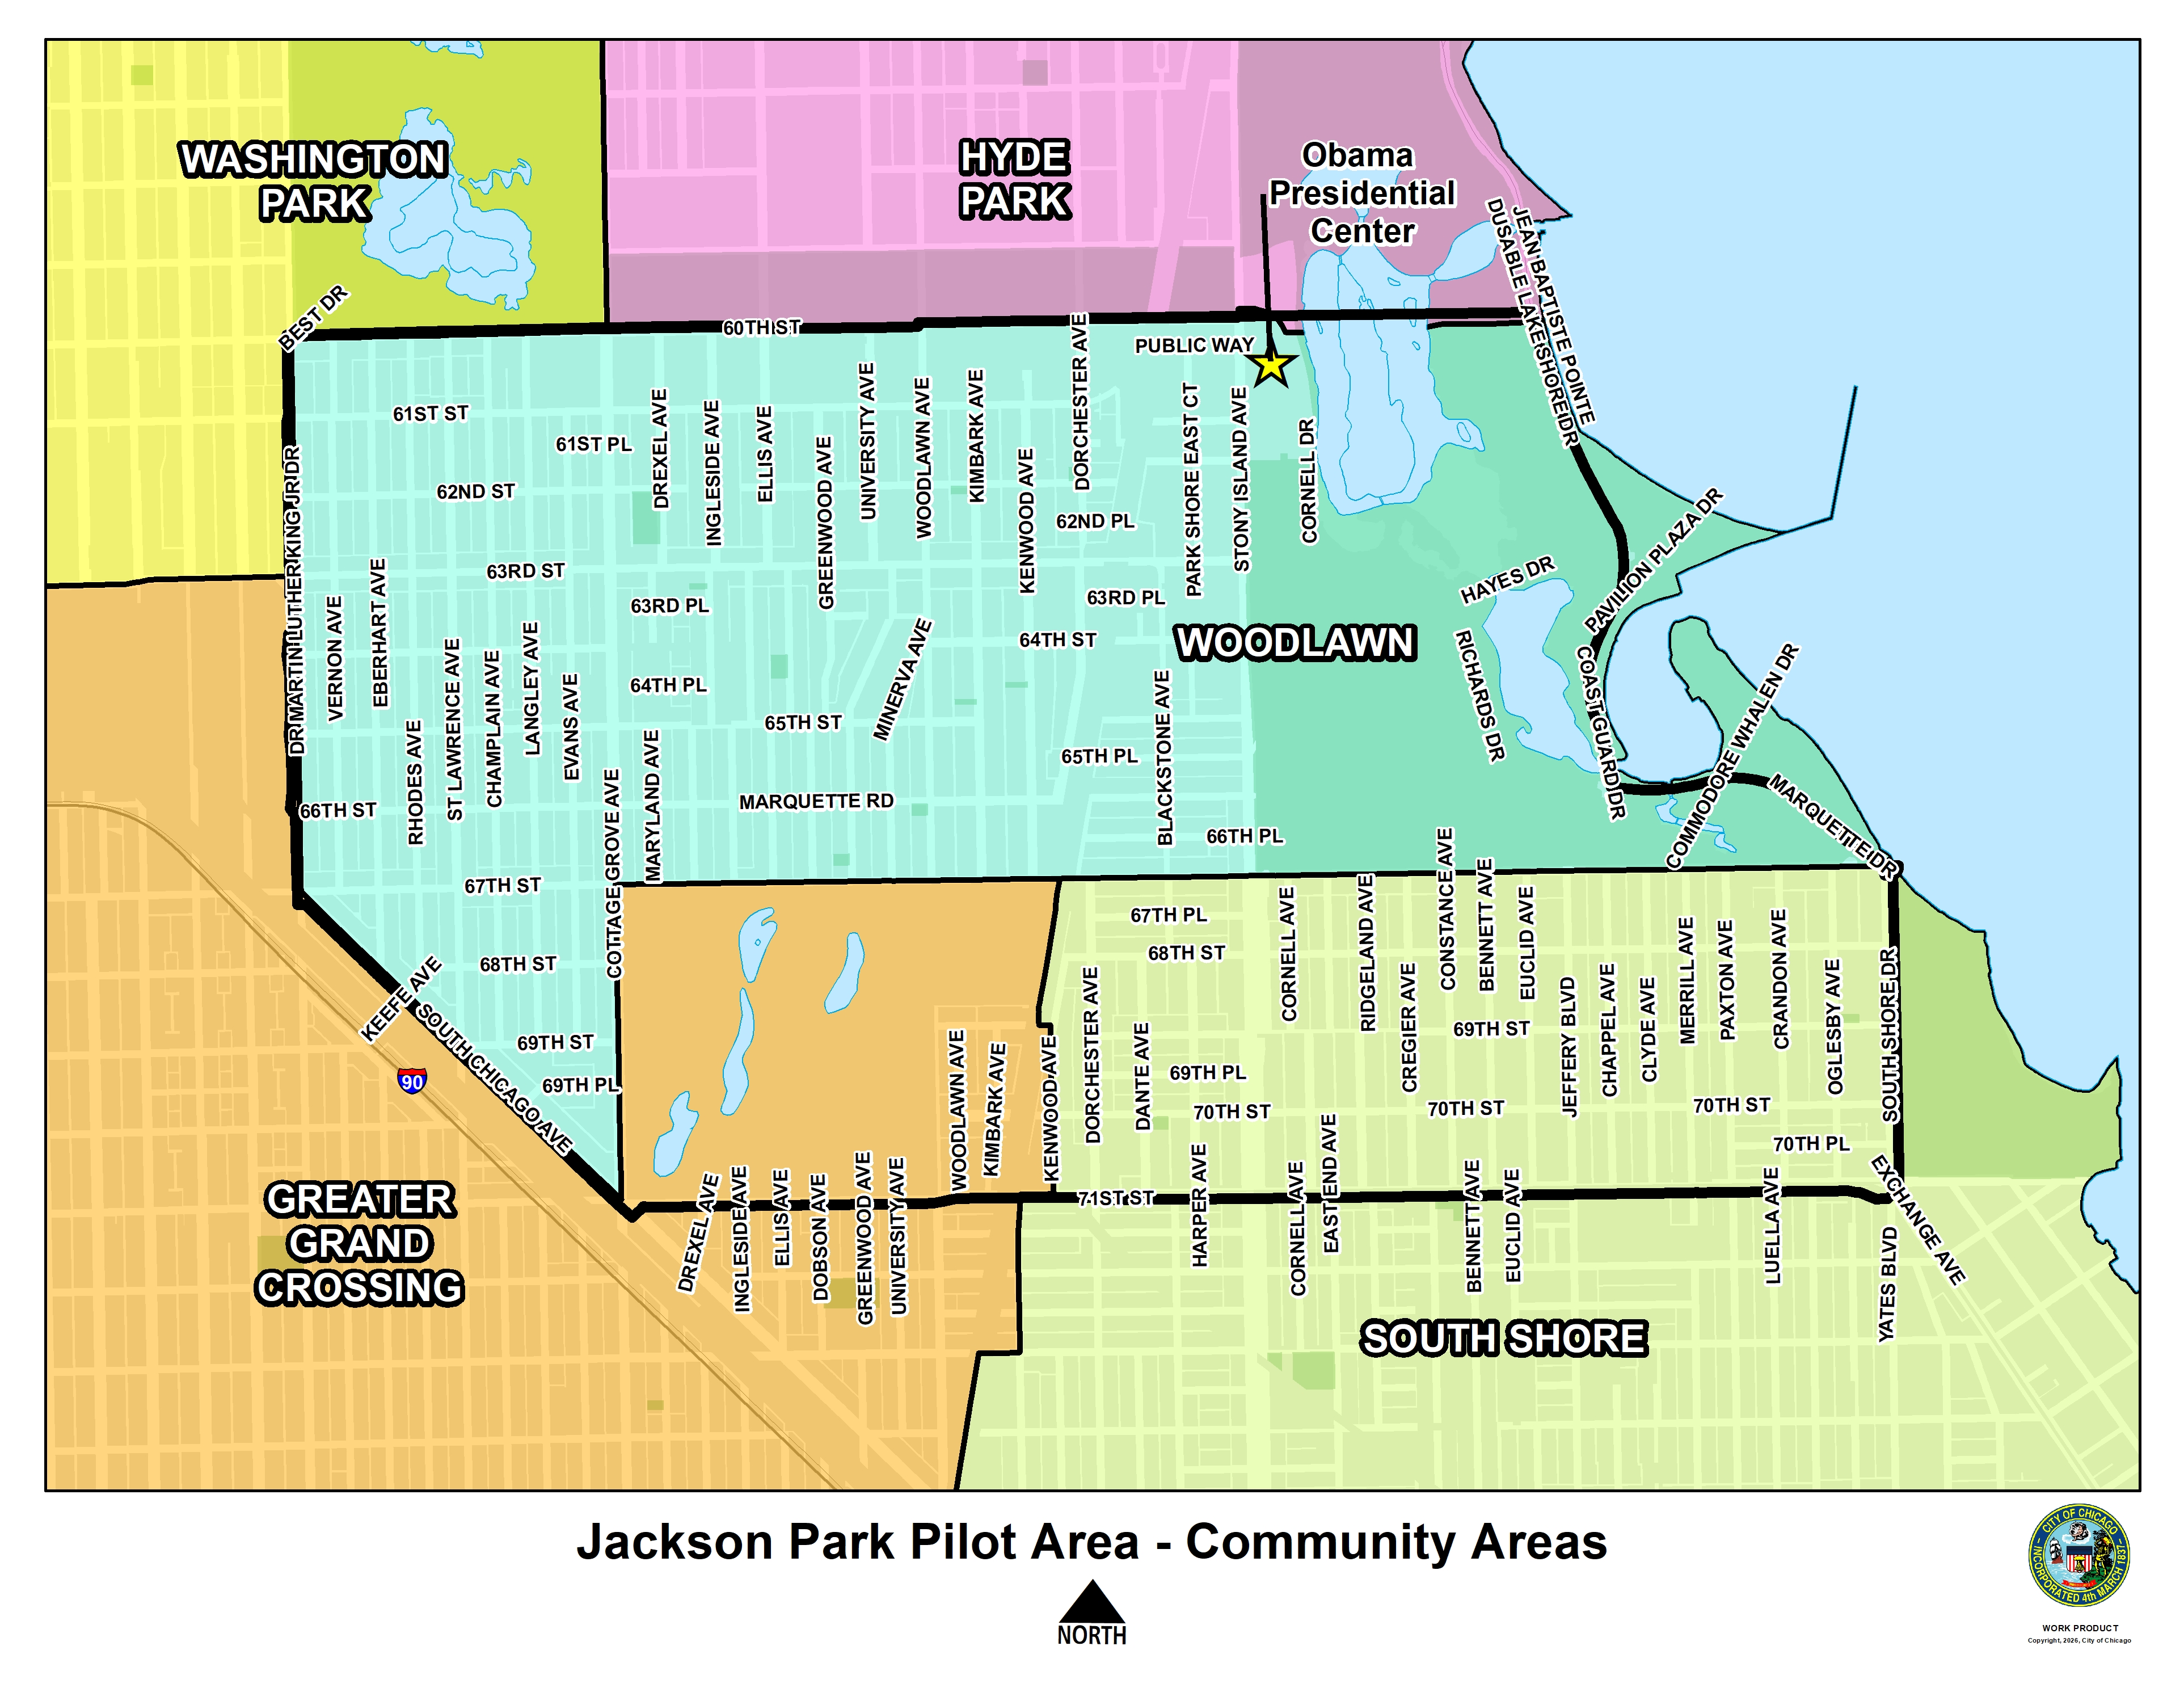 WASHINGTON
PARK
HYDE
PARK
Obama
Presidential
Center
JEAN BAPTISTE POINTE
DUSABLE LAKE SHORE DR
BEST DR
60TH ST
PUBLIC WAY
61ST ST
61ST PL
62ND ST
62ND PL
DREXEL AVE
INGLESIDE AVE
ELLIS AVE
GREENWOOD AVE
UNIVERSITY AVE
WOODLAWN AVE
KIMBARK AVE
KENWOOD AVE
DORCHESTER AVE
PARK SHORE EAST CT
STONY ISLAND AVE
CORNELL DR
PAVILION PLAZA DR
HAYES DR
63RD ST
63RD PL
63RD PL
64TH ST
WOODLAWN
RICHARDS DR
COAST GUARD DR
COMMODORE WHALEN DR
MARQUETTE DR
DR MARTIN LUTHER KING JR DR
VERNON AVE
EBERHART AVE
RHODES AVE
ST LAWRENCE AVE
CHAMPLAIN AVE
LANGLEY AVE
EVANS AVE
COTTAGE GROVE AVE
MARYLAND AVE
64TH PL
65TH ST
MINERVA AVE
65TH PL
BLACKSTONE AVE
66TH ST
MARQUETTE RD
66TH PL
67TH ST
67TH PL
68TH ST
68TH ST
KEEFE AVE
SOUTH CHICAGO AVE
69TH ST
69TH PL
90
WOODLAWN AVE
KIMBARK AVE
KENWOOD AVE
DORCHESTER AVE
DANTE AVE
69TH PL
70TH ST
CORNELL AVE
RIDGELAND AVE
CREGIER AVE
CONSTANCE AVE
BENNETT AVE
EUCLID AVE
69TH ST
70TH ST
JEFFERY BLVD
CHAPPEL AVE
CLYDE AVE
MERRILL AVE
PAXTON AVE
CRANDON AVE
OGLESBY AVE
SOUTH SHORE DR
70TH ST
70TH PL
71ST ST
GREATER
GRAND
CROSSING
DREXEL AVE
INGLESIDE AVE
ELLIS AVE
DOBSON AVE
GREENWOOD AVE
UNIVERSITY AVE
HARPER AVE
CORNELL AVE
EAST END AVE
BENNETT AVE
EUCLID AVE
LUELLA AVE
YATES BLVD
EXCHANGE AVE
SOUTH SHORE
Jackson Park Pilot Area - Community Areas
NORTH
CITY OF CHICAGO
INCORPORATED 4th MARCH 1837
WORK PRODUCT
Copyright, 2026, City of Chicago